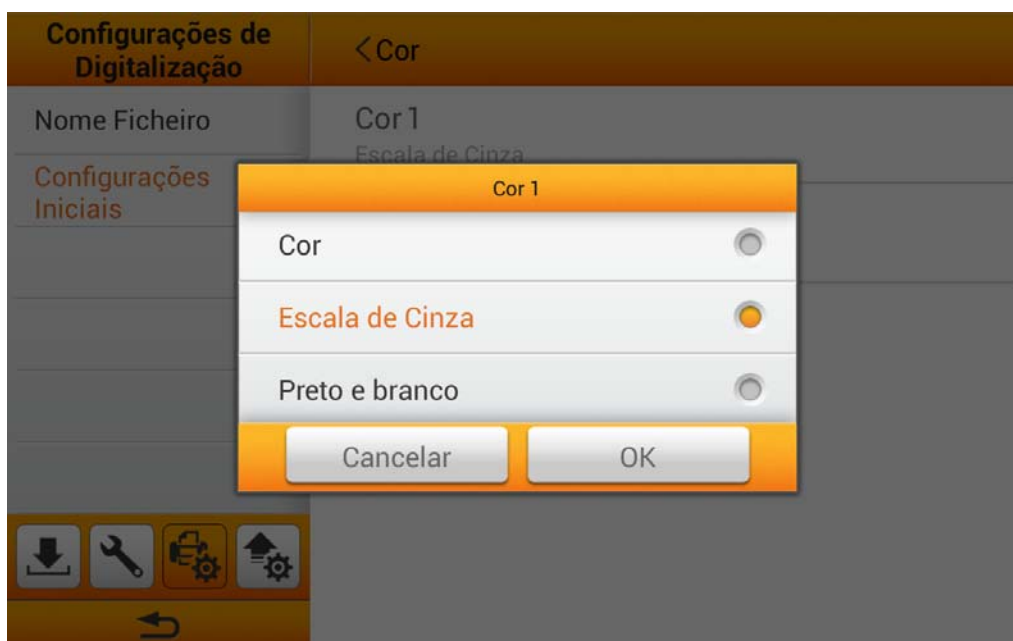 Configurações de
Digitalização
Nome Ficheiro
Configurações
Iniciais
<Cor
Cor 1
Escala de Cinza
Cor 1
Cor
Escala de Cinza
Preto e branco
Cancelar
OK